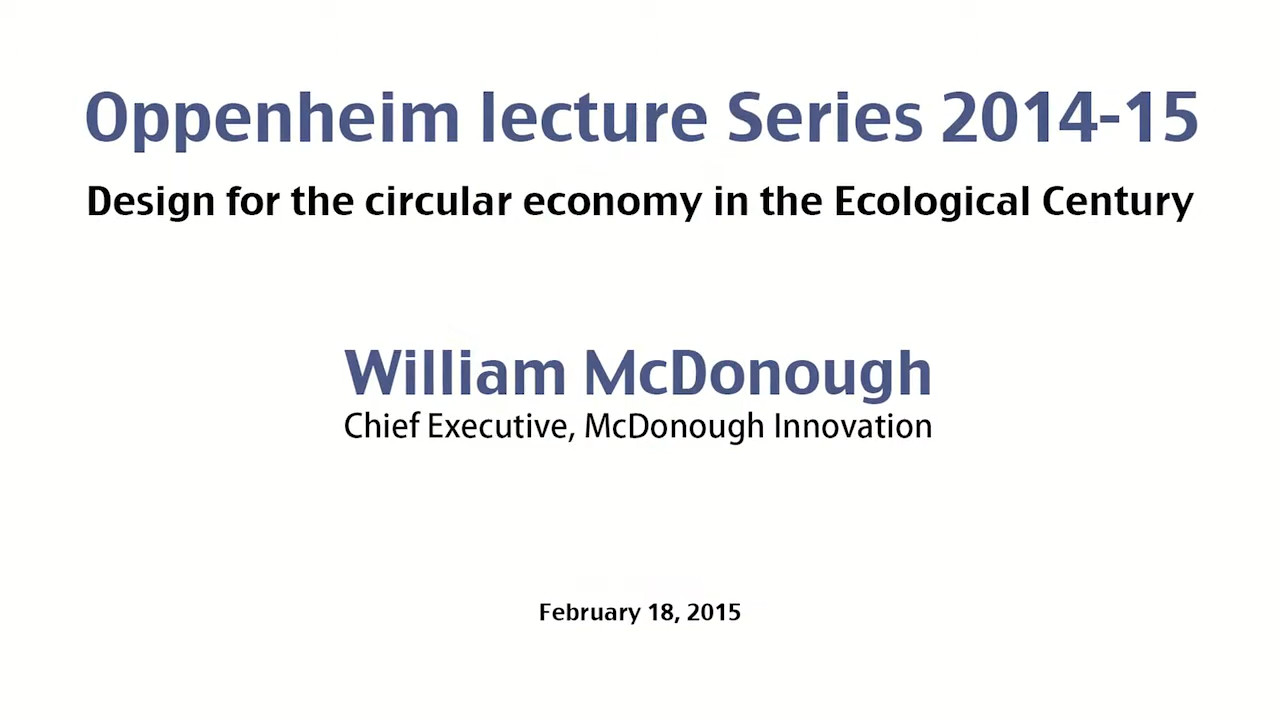 Oppenheim lecture Series 2014-15
Design for the circular economy in the Ecological Century
William McDonough
Chief Executive, McDonough Innovation
February 18, 2015